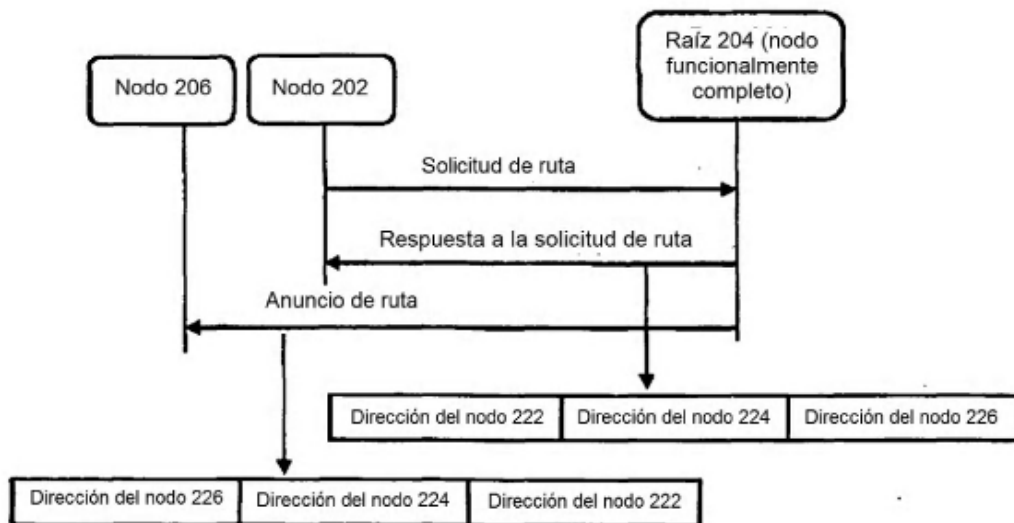 Nodo 206
Nodo 202
Raíz 204 (nodo
funcionalmente
completo)
Solicitud de ruta
Respuesta a la solicitud de ruta
Anuncio de ruta
Dirección del nodo 222
Dirección del nodo 224
Dirección del nodo 226
Dirección del nodo 226
Dirección del nodo 224
Dirección del nodo 222